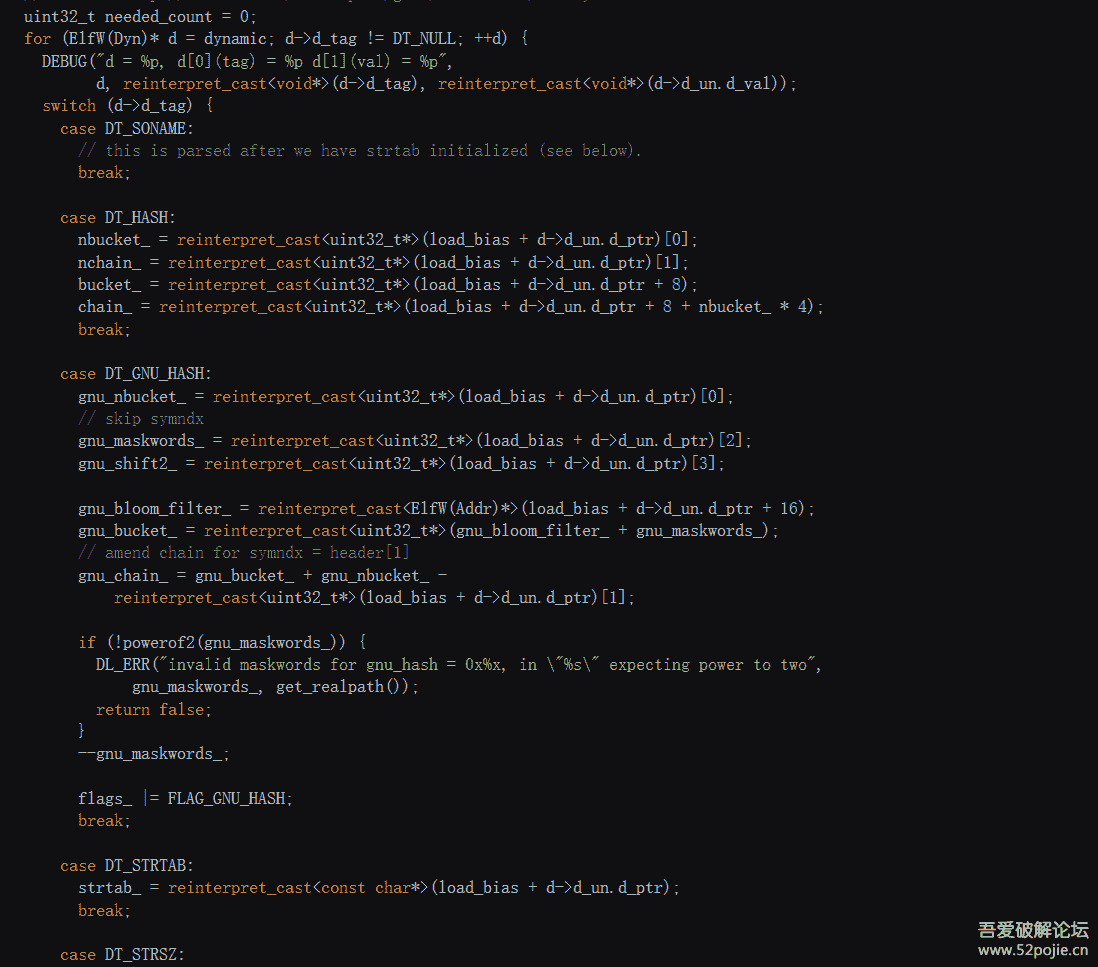 uint32_t needed_count = 0;
for (ElfW(Dyn)* d = dynamic; d->d_tag != DT_NULL; ++d) {
DEBUG("d = %p, d[0](tag) = %p d[1](val) = %p",
d, reinterpret_cast<void*>(d->d_tag), reinterpret_cast<void*>(d->d_un.d_val));
switch (d->d_tag) {
case DT_SONAME:
// this is parsed after we have strtab initialized (see below).
break;
case DT_HASH:
nbucket_ = reinterpret_cast<uint32_t*>(load_bias + d->d_un.d_ptr)[0];
nchain_ = reinterpret_cast<uint32_t*>(load_bias + d->d_un.d_ptr)[1];
bucket_ = reinterpret_cast<uint32_t*>(load_bias + d->d_un.d_ptr + 8);
chain_ = reinterpret_cast<uint32_t*>(load_bias + d->d_un.d_ptr + 8 + nbucket_ * 4);
break;
case DT_GNU_HASH:
gnu_nbucket_ = reinterpret_cast<uint32_t*>(load_bias + d->d_un.d_ptr)[0];
// skip symndx
gnu_maskwords_ = reinterpret_cast<uint32_t*>(load_bias + d->d_un.d_ptr)[2];
gnu_shift2_ = reinterpret_cast<uint32_t*>(load_bias + d->d_un.d_ptr)[3];
gnu_bloom_filter_ = reinterpret_cast<ElfW(Addr)*>(load_bias + d->d_un.d_ptr + 16);
gnu_bucket_ = reinterpret_cast<uint32_t*>(gnu_bloom_filter_ + gnu_maskwords_);
// amend chain for symndx = header[1]
gnu_chain_ = gnu_bucket_ + gnu_nbucket_ -
reinterpret_cast<uint32_t*>(load_bias + d->d_un.d_ptr)[1];
if (!powerof2(gnu_maskwords_)) {
DL_ERR("invalid maskwords for gnu_hash = 0x%x, in \"%s\" expecting power to two",
gnu_maskwords_, get_realpath());
return false;
}
--gnu_maskwords_;
flags_ |= FLAG_GNU_HASH;
break;
case DT_STRTAB:
strtab_ = reinterpret_cast<const char*>(load_bias + d->d_un.d_ptr);
break;
case DT_STRSZ:
吾爱破解论坛
www.52pojie.cn